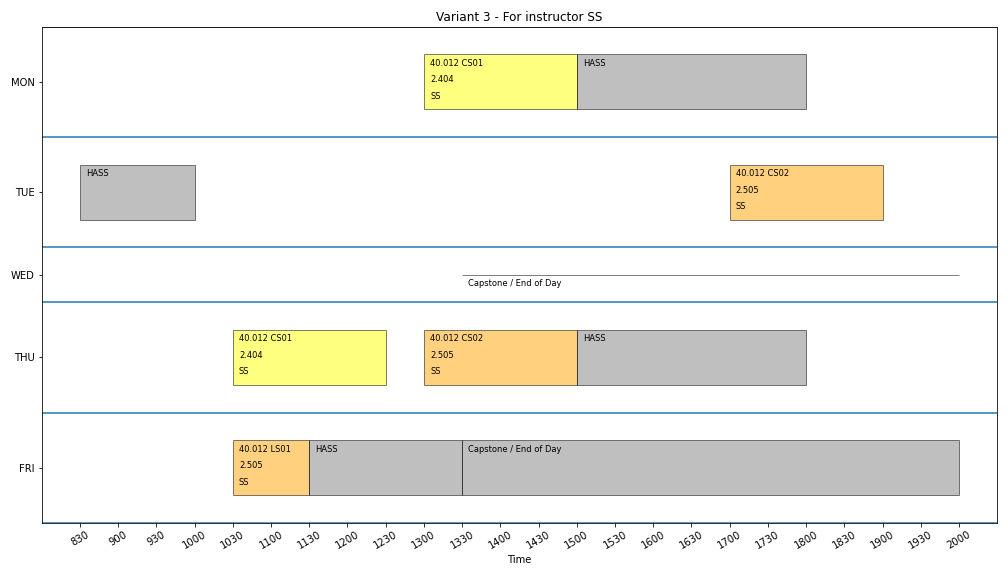 Variant 3 - For instructor SS
MON
40.012 CS01
2.404
SS
HASS
TUE
HASS
40.012 CS02
2.505
SS
WED
Capstone / End of Day
THU
40.012 CS01
2.404
SS
40.012 CS02
2.505
SS
HASS
FRI
40.012 LS01
2.505
SS
HASS
Capstone / End of Day
830 900 930 1000 1030 1100 1130 1200 1230 1300 1330 1400 1430 1500 1600 1630 1700 1730 1800 1830 1900 1930 2000
Time